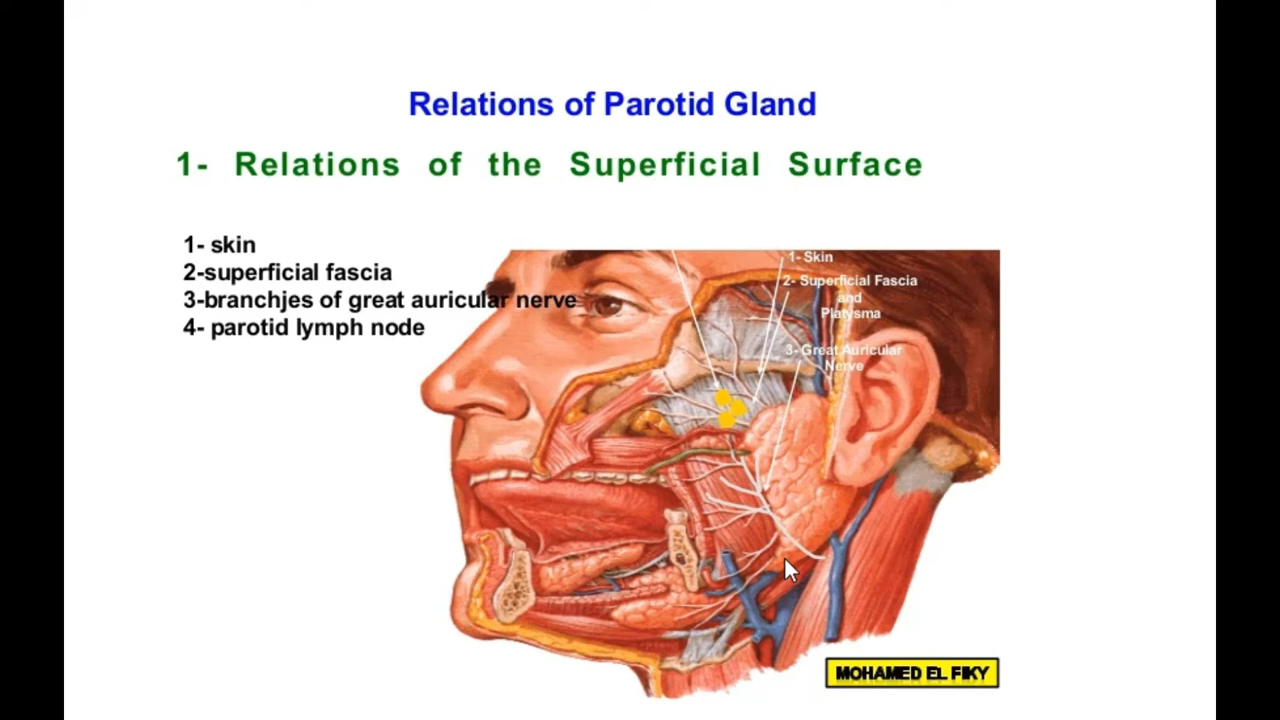 Relations of Parotid Gland
1- Relations of the Superficial Surface
1- skin
2-superficial fascia
3-branchjes of great auricular nerve
4- parotid lymph node
1- Skin
2- Superficial Fascia
and
Platysma
3- Great Auricular
Nerve
MOHAMED EL FIKY